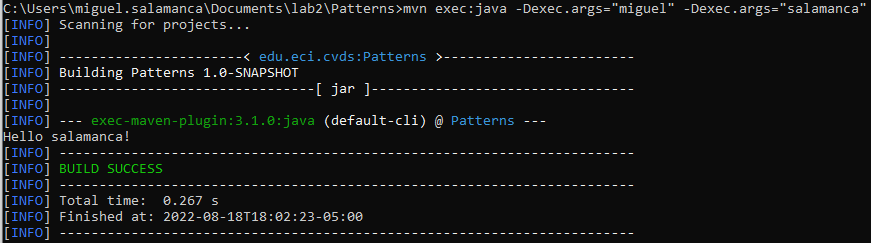 C:\Users\miguel.salamanca\Documents\lab2\Patterns>mvn exec:java -Dexec.args="miguel" -Dexec.args="salamanca"
[INFO] Scanning for projects...
[INFO]
[INFO] -----------------------< edu.eci.cvds:Patterns >------------------------
[INFO] Building Patterns 1.0-SNAPSHOT
[INFO] --------------------------------[ jar ]---------------------------------
[INFO]
[INFO] --- exec-maven-plugin:3.1.0:java (default-cli) @ Patterns ---
Hello salamanca!
[INFO] ------------------------------------------------------------------------
[INFO] BUILD SUCCESS
[INFO] ------------------------------------------------------------------------
[INFO] Total time:  0.267 s
[INFO] Finished at: 2022-08-18T18:02:23-05:00
[INFO] ------------------------------------------------------------------------